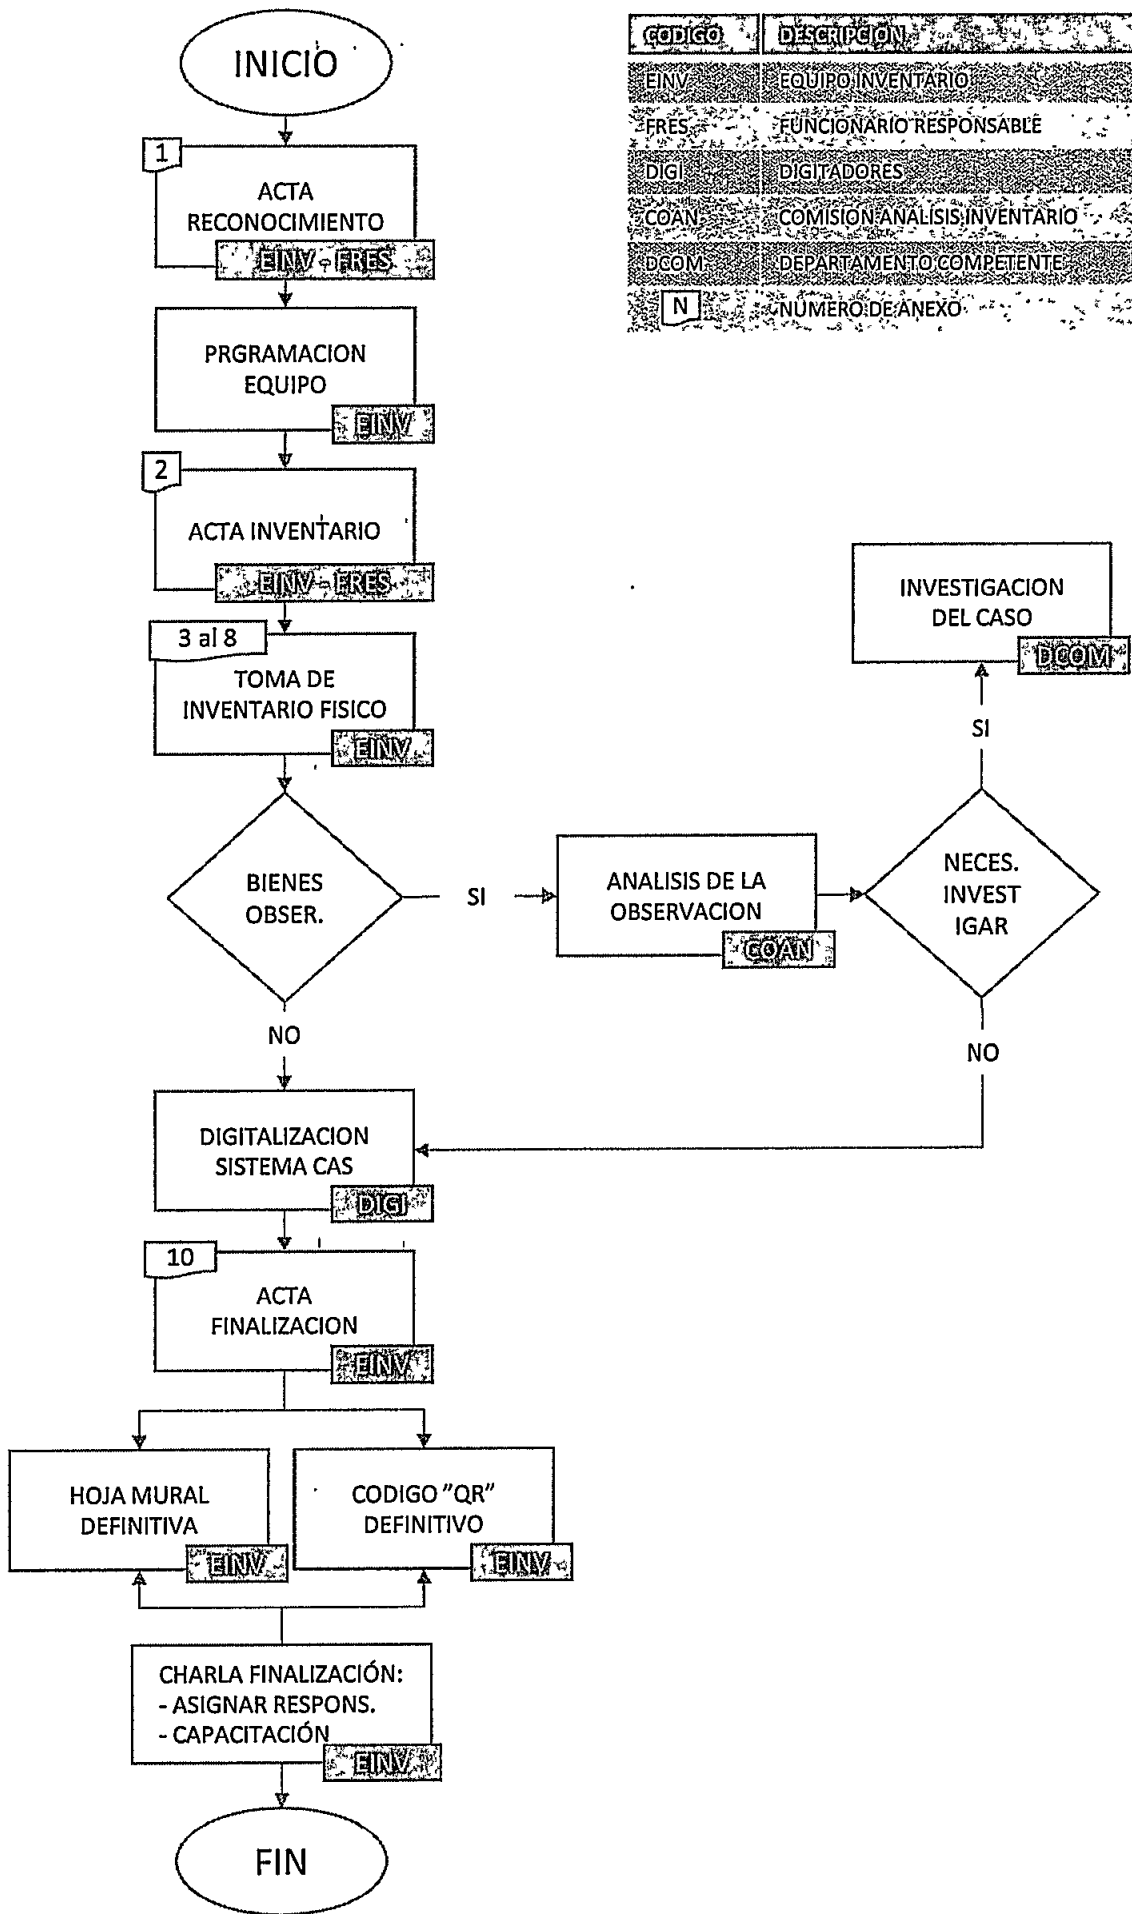 INICIO
1
ACTA
RECONOCIMIENTO
EINV - FRES
PRGRAMACION
EQUIPO
EINV
2
ACTA INVENTARIO
EINV - FRES
3 al 8
TOMA DE
INVENTARIO FISICO
EINV
BIENES
OBSER.
SI
ANALISIS DE LA
OBSERVACION
COAN
NECES.
INVEST
IGAR
SI
INVESTIGACION
DEL CASO
DCOM
NO
NO
DIGITALIZACION
SISTEMA CAS
DIGI
10
ACTA
FINALIZACION
EINV
HOJA MURAL
DEFINITIVA
EINV
CODIGO "QR"
DEFINITIVO
EINV
CHARLA FINALIZACIÓN:
- ASIGNAR RESPONS.
- CAPACITACIÓN
EINV
FIN
CODIGO DESCRIPCION
EINV EQUIPO INVENTARIO
FRES FUNCIONARIO RESPONSABLE
DIGI DIGITADORES
COAN COMISION ANALISIS INVENTARIO
DCOM DEPARTAMENTO COMPETENTE
N NUMERO DE ANEXO